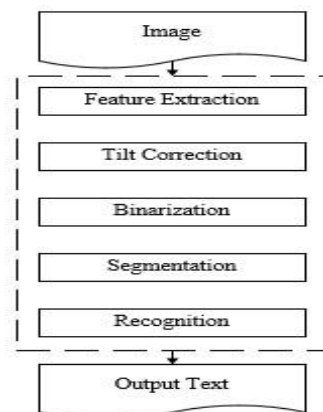 Image
Feature Extraction
Tilt Correction
Binarization
Segmentation
Recognition
Output Text